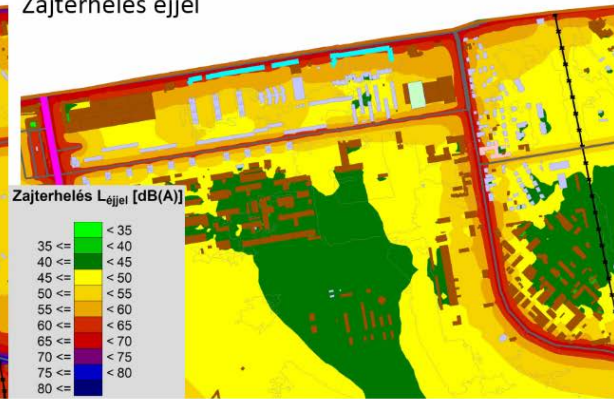 Zajterhelés éjjel
Zajterhelés Léjjel [dB(A)]
< 35
35 <= < 40
40 <= < 45
45 <= < 50
50 <= < 55
55 <= < 60
60 <= < 65
65 <= < 70
70 <= < 75
75 <= < 80
80 <=